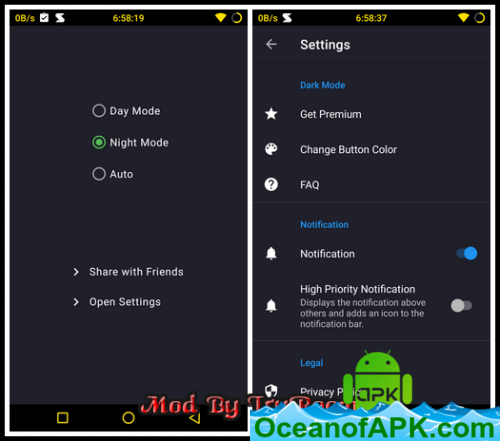 0B/s
6:58:19
Day Mode
Night Mode
Auto
Share with Friends
Open Settings
0B/s
6:58:37
Settings
Dark Mode
Get Premium
Change Button Color
FAQ
Notification
Notification
High Priority Notification
Displays the notification above
others and adds an icon to the
notification bar.
Legal
Privacy
Mod By
APK
OceanofAPK.com